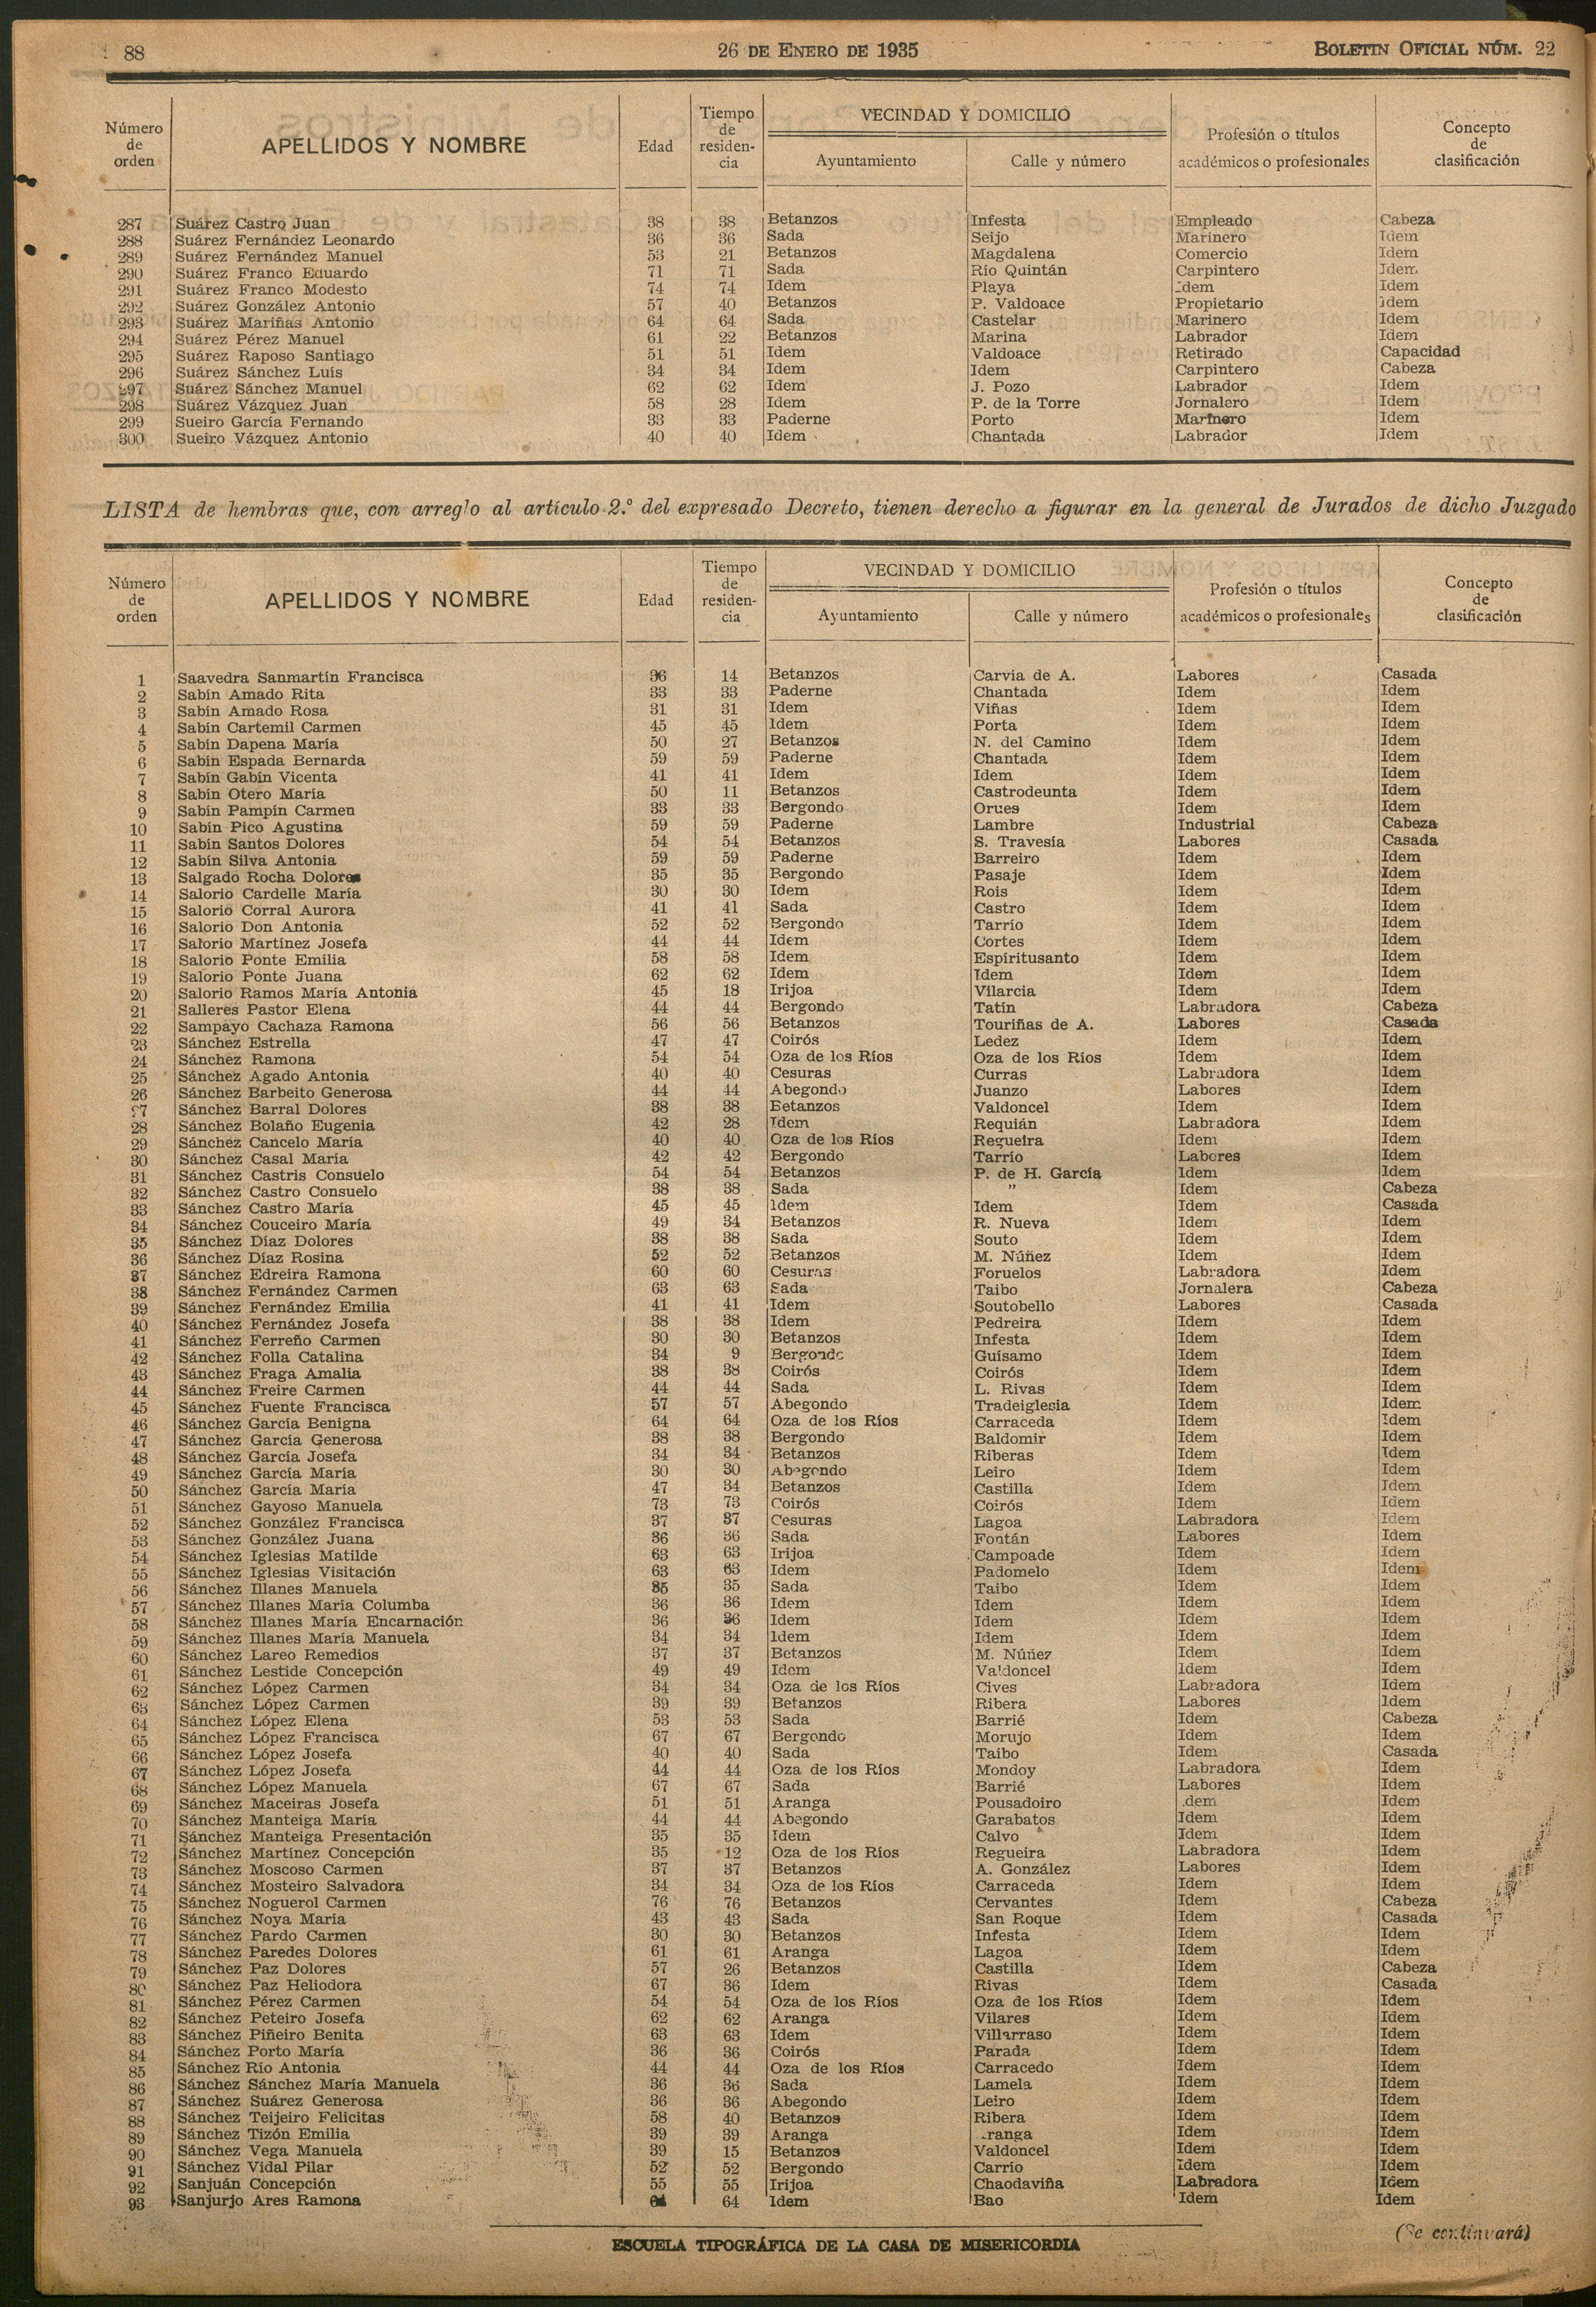 88 26 DE ENERO DE 1935 BOLETIN OFICIAL NÚM. 22
Número de orden APELLIDOS Y NOMBRE Edad Tiempo de residen- cia VECINDAD Y DOMICILIO Ayuntamiento Calle y número Profesión o títulos académicos o profesionales Concepto de clasificación
287 Suárez Castro Juan 38 38 Betanzos Infesta Empleado Cabeza
288 Suárez Fernández Leonardo 36 36 Sada Seijo Marinero Idem
289 Suárez Fernández Manuel 53 21 Betanzos Magdalena Comercio Idem
290 Suárez Franco Eduardo 71 71 Sada Río Quintán Carpintero Idem
291 Suárez Franco Modesto 74 74 Idem Playa Idem Idem
292 Suárez González Antonio 57 40 Betanzos P. Valdoace Propietario Idem
293 Suárez Mariñas Antonio 64 64 Sada Castelar Marinero Idem
294 Suárez Pérez Manuel 61 22 Betanzos Marina Labrador Idem
295 Suárez Raposo Santiago 51 51 Idem Valdoace Retirado Capacidad
296 Suárez Sánchez Luís 34 34 Idem Idem Carpintero Cabeza
297 Suárez Sánchez Manuel 62 62 Idem J. Pozo Labrador Idem
298 Suárez Vázquez Juan 58 28 Idem P. de la Torre Jornalero Idem
299 Sueiro García Fernando 33 33 Paderne Porto Marinero Idem
300 Sueiro Vázquez Antonio 40 40 Idem Chantada Labrador Idem
LISTA de hembras que, con arreglo al artículo 2.º del expresado Decreto, tienen derecho a figurar en la general de Jurados de dicho Juzgado
Número de orden APELLIDOS Y NOMBRE Edad Tiempo de residen- cia VECINDAD Y DOMICILIO Ayuntamiento Calle y número Profesión o títulos académicos o profesionales Concepto de clasificación
1 Saavedra Sanmartín Francisca 36 14 Betanzos Carvia de A. Labores Casada
2 Sabín Amado Rita 33 33 Paderne Chantada Idem Idem
3 Sabín Amado Rosa 31 31 Idem Viñas Idem Idem
4 Sabín Cartemil Carmen 45 45 Idem Porta Idem Idem
5 Sabín Dapena María 50 27 Betanzos N. del Camino Idem Idem
6 Sabín Espada Bernarda 59 59 Paderne Chantada Idem Idem
7 Sabín Gabín Vicenta 41 41 Idem Idem Idem Idem
8 Sabín Otero María 50 11 Betanzos Castrodeunta Idem Idem
9 Sabín Pampín Carmen 33 33 Bergondo Orues Idem Idem
10 Sabín Pico Agustina 59 59 Paderne Lambre Industrial Cabeza
11 Sabín Santos Dolores 54 54 Betanzos S. Travesía Labores Casada
12 Sabín Silva Antonia 59 59 Paderne Barreiro Idem Idem
13 Salgado Rocha Dolores 35 35 Bergondo Pasaje Idem Idem
14 Salorio Cardelle María 30 30 Idem Rois Idem Idem
15 Salorio Corral Aurora 41 41 Sada Castro Idem Idem
16 Salorio Don Antonia 52 52 Bergondo Tarrío Idem Idem
17 Salorio Martínez Josefa 44 44 Idem Cortes Idem Idem
18 Salorio Ponte Emilia 58 58 Idem Espíritusanto Idem Idem
19 Salorio Ponte Juana 62 62 Idem Idem Idem Idem
20 Salorio Ramos María Antonia 45 18 Irijoa Vilarcia Idem Idem
21 Salleres Pastor Elena 44 44 Bergondo Tatín Labradora Cabeza
22 Sampayo Cachaza Ramona 56 56 Betanzos Touriñas de A. Labores Casada
23 Sánchez Estrella 47 47 Coirós Ledez Idem Idem
24 Sánchez Ramona 54 54 Oza de los Ríos Oza de los Ríos Idem Idem
25 Sánchez Agado Antonia 40 40 Cesuras Curras Labradora Idem
26 Sánchez Barbeito Generosa 44 44 Abegondo Juanzo Labores Idem
27 Sánchez Barral Dolores 38 38 Betanzos Valdoncel Idem Idem
28 Sánchez Bolaño Eugenia 42 28 Idem Requián Labradora Idem
29 Sánchez Cancelo María 40 40 Oza de los Ríos Regueira Idem Idem
30 Sánchez Casal María 42 42 Bergondo Tarrío Labores Idem
31 Sánchez Castris Consuelo 54 54 Betanzos P. de H. García Idem Idem
32 Sánchez Castro Consuelo 38 38 Sada " Idem Cabeza
33 Sánchez Castro María 45 45 Idem Idem Idem Casada
34 Sánchez Couceiro María 49 34 Betanzos R. Nueva Idem Idem
35 Sánchez Díaz Dolores 38 38 Sada Souto Idem Idem
36 Sánchez Díaz Rosina 52 52 Betanzos M. Núñez Idem Idem
37 Sánchez Edreira Ramona 60 60 Cesuras Foruelos Labradora Idem
38 Sánchez Fernández Carmen 63 63 Sada Taibo Jornalera Cabeza
39 Sánchez Fernández Emilia 41 41 Idem Soutobello Labores Casada
40 Sánchez Fernández Josefa 38 38 Idem Pedreira Idem Idem
41 Sánchez Ferreño Carmen 30 30 Betanzos Infesta Idem Idem
42 Sánchez Folla Catalina 34 9 Bergondo Guísamo Idem Idem
43 Sánchez Fraga Amalia 38 38 Coirós Coirós Idem Idem
44 Sánchez Freire Carmen 44 44 Sada L. Rivas Idem Idem
45 Sánchez Fuente Francisca 57 57 Abegondo Tradeiglesia Idem Idem
46 Sánchez García Benigna 64 64 Oza de los Ríos Carraceda Idem Idem
47 Sánchez García Generosa 38 38 Bergondo Baldomir Idem Idem
48 Sánchez García Josefa 34 34 Betanzos Riberas Idem Idem
49 Sánchez García María 30 30 Abegondo Leiro Idem Idem
50 Sánchez García María 47 34 Betanzos Castilla Idem Idem
51 Sánchez Gayoso Manuela 73 73 Coirós Coirós Idem Idem
52 Sánchez González Francisca 37 37 Cesuras Lagoa Labradora Idem
53 Sánchez González Juana 36 36 Sada Fontán Labores Idem
54 Sánchez Iglesias Matilde 63 63 Irijoa Campoade Idem Idem
55 Sánchez Iglesias Visitación 63 63 Idem Padomelo Idem Idem
56 Sánchez Illanes Manuela 35 35 Sada Taibo Idem Idem
57 Sánchez Illanes María Columba 36 36 Idem Idem Idem Idem
58 Sánchez Illanes María Encarnación 36 36 Idem Idem Idem Idem
59 Sánchez Illanes María Manuela 34 34 Idem Idem Idem Idem
60 Sánchez Lareo Remedios 37 37 Betanzos M. Núñez Idem Idem
61 Sánchez Lestide Concepción 49 49 Idem Valdoncel Idem Idem
62 Sánchez López Carmen 34 34 Oza de los Ríos Cives Labradora Idem
63 Sánchez López Carmen 39 39 Betanzos Ribera Labores Idem
64 Sánchez López Elena 53 53 Sada Barrié Idem Cabeza
65 Sánchez López Francisca 67 67 Bergondo Morujo Idem Idem
66 Sánchez López Josefa 40 40 Sada Taibo Idem Casada
67 Sánchez López Josefa 44 44 Oza de los Ríos Mondoy Labradora Idem
68 Sánchez López Manuela 67 67 Sada Barrié Labores Idem
69 Sánchez Maceiras Josefa 51 51 Aranga Pousadoiro Idem Idem
70 Sánchez Manteiga María 44 44 Abegondo Garabatos Idem Idem
71 Sánchez Manteiga Presentación 35 35 Idem Calvo Idem Idem
72 Sánchez Martínez Concepción 35 12 Oza de los Ríos Regueira Labradora Idem
73 Sánchez Moscoso Carmen 37 37 Betanzos A. González Labores Idem
74 Sánchez Mosteiro Salvadora 34 34 Oza de los Ríos Carraceda Idem Idem
75 Sánchez Noguerol Carmen 76 76 Betanzos Cervantes Idem Cabeza
76 Sánchez Noya María 43 43 Sada San Roque Idem Casada
77 Sánchez Pardo Carmen 30 30 Betanzos Infesta Idem Idem
78 Sánchez Paredes Dolores 61 61 Aranga Lagoa Idem Idem
79 Sánchez Paz Dolores 57 26 Betanzos Castilla Idem Cabeza
80 Sánchez Paz Heliodora 67 36 Idem Rivas Idem Casada
81 Sánchez Pérez Carmen 54 54 Oza de los Ríos Oza de los Ríos Idem Idem
82 Sánchez Peteiro Josefa 62 62 Aranga Vilares Idem Idem
83 Sánchez Piñeiro Benita 63 63 Idem Villarraso Idem Idem
84 Sánchez Porto María 36 36 Coirós Parada Idem Idem
85 Sánchez Río Antonia 44 44 Oza de los Ríos Carracedo Idem Idem
86 Sánchez Sánchez María Manuela 36 36 Sada Lamela Idem Idem
87 Sánchez Suárez Generosa 36 36 Abegondo Leiro Idem Idem
88 Sánchez Teijeiro Felicitas 58 40 Betanzos Ribera Idem Idem
89 Sánchez Tizón Emilia 39 39 Aranga Aranga Idem Idem
90 Sánchez Vega Manuela 39 15 Betanzos Valdoncel Idem Idem
91 Sánchez Vidal Pilar 52 52 Bergondo Carrío Idem Idem
92 Sanjuán Concepción 55 55 Irijoa Chaodaviña Labradora Idem
93 Sanjurjo Ares Ramona 64 64 Idem Bao Idem Idem
(Se continuará)
ESCUELA TIPOGRÁFICA DE LA CASA DE MISERICORDIA